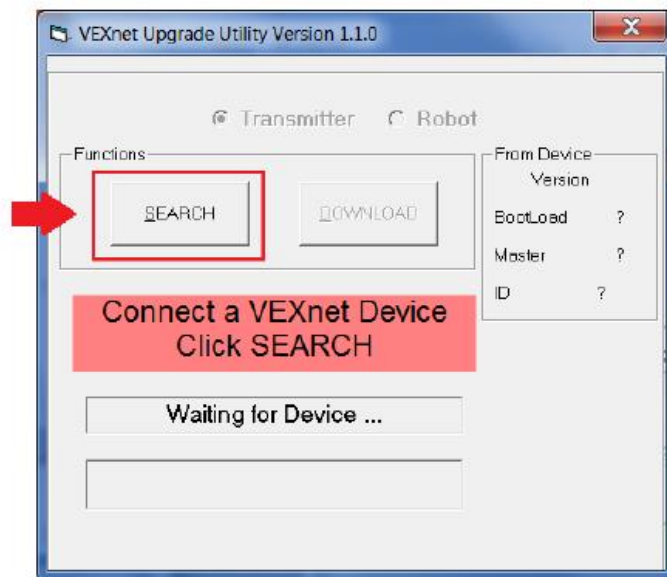 VEXnet Upgrade Utility Version 1.1.0
Transmitter Robot
Functions
SEARCH DOWNLOAD
From Device
Version
BootLoad ?
Master ?
ID ?
Connect a VEXnet Device
Click SEARCH
Waiting for Device ...